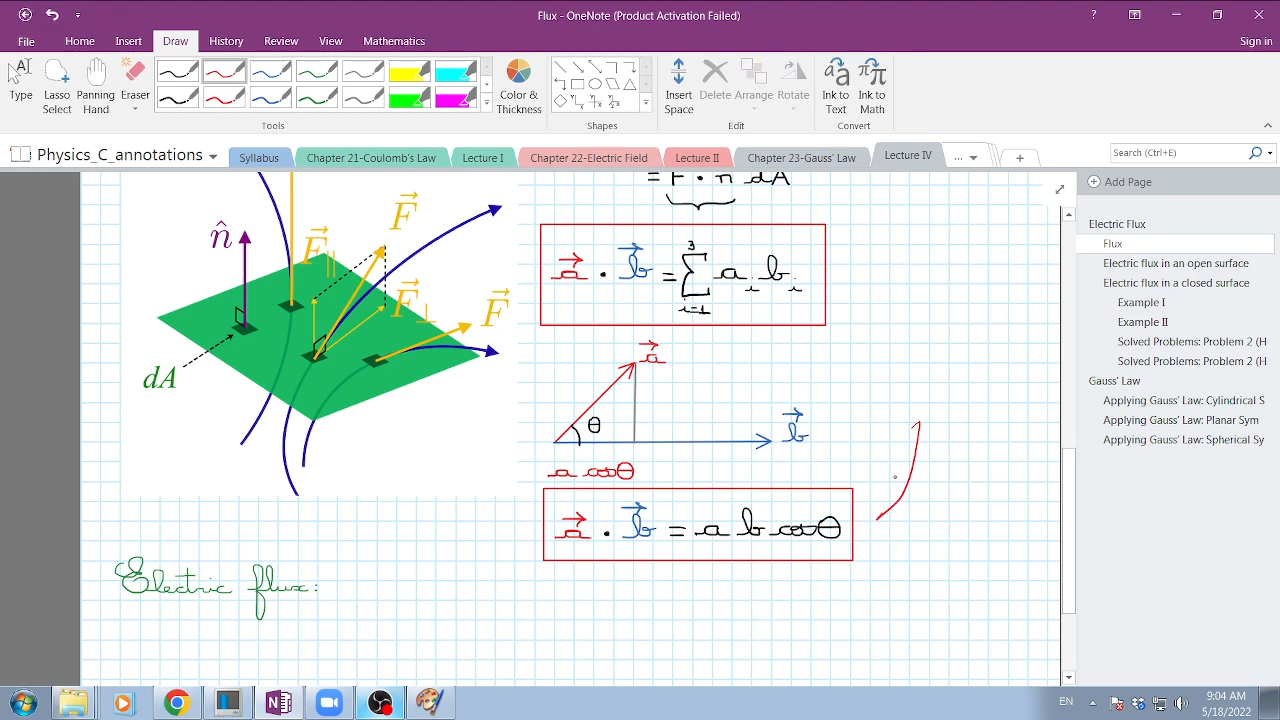 Flux - OneNote (Product Activation Failed)
?
File Home Insert Draw History Review View Mathematics
Sign in
Type Lasso Select Panning Hand Eraser
Color & Thickness
Insert Space Delete Arrange Rotate
Ink to Text Ink to Math
Tools Shapes Edit Convert
Physics_C_annotations
Syllabus Chapter 21-Coulomb's Law Lecture I Chapter 22-Electric Field Lecture II Chapter 23-Gauss' Law Lecture IV ... +
Search (Ctrl+E)
Add Page
Electric Flux
Flux
Electric flux in an open surface
Electric flux in a closed surface
Example I
Example II
Solved Problems: Problem 2 (H
Solved Problems: Problem 2 (H
Gauss' Law
Applying Gauss' Law: Cylindrical S
Applying Gauss' Law: Planar Sym
Applying Gauss' Law: Spherical Sy
= F · n dA
n̂
F⃗
F⃗∥
F⃗⊥
F⃗
dA
a⃗ · b⃗ = ∑ 3 i=1 aᵢ bᵢ
a⃗
θ
b⃗
a cosθ
a⃗ · b⃗ = a b cosθ
Electric flux:
EN
9:04 AM
5/18/2022